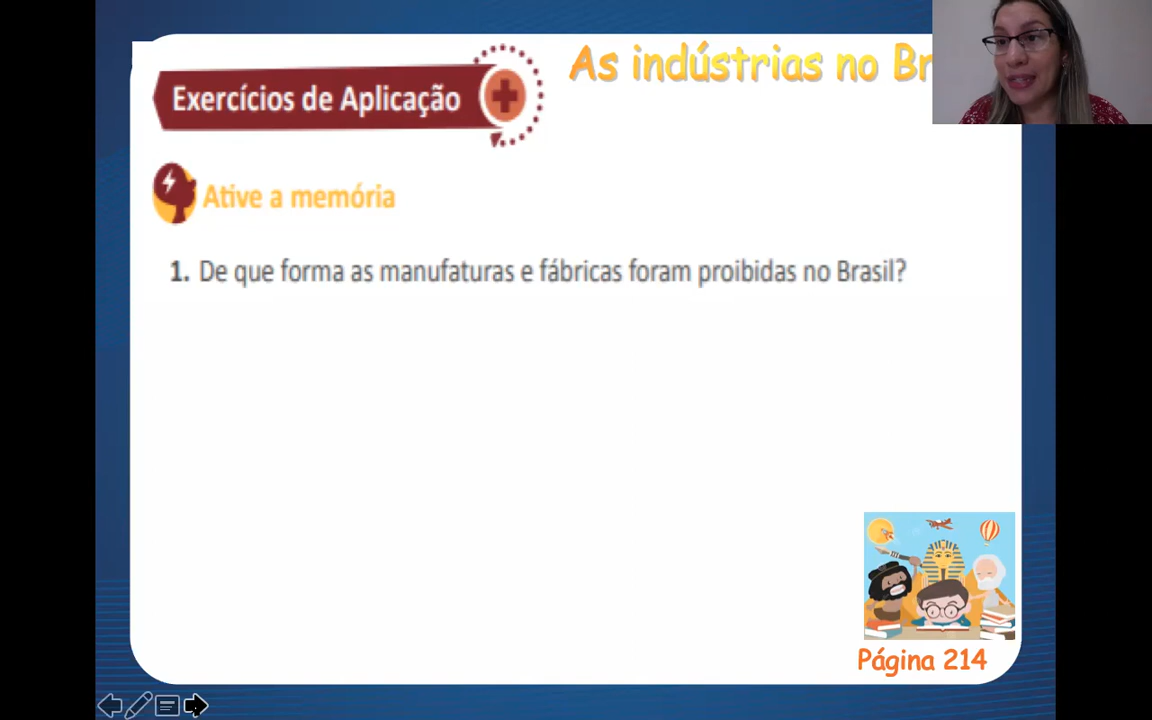 As indústrias no Br
Exercícios de Aplicação
Ative a memória
1. De que forma as manufaturas e fábricas foram proibidas no Brasil?
Página 214